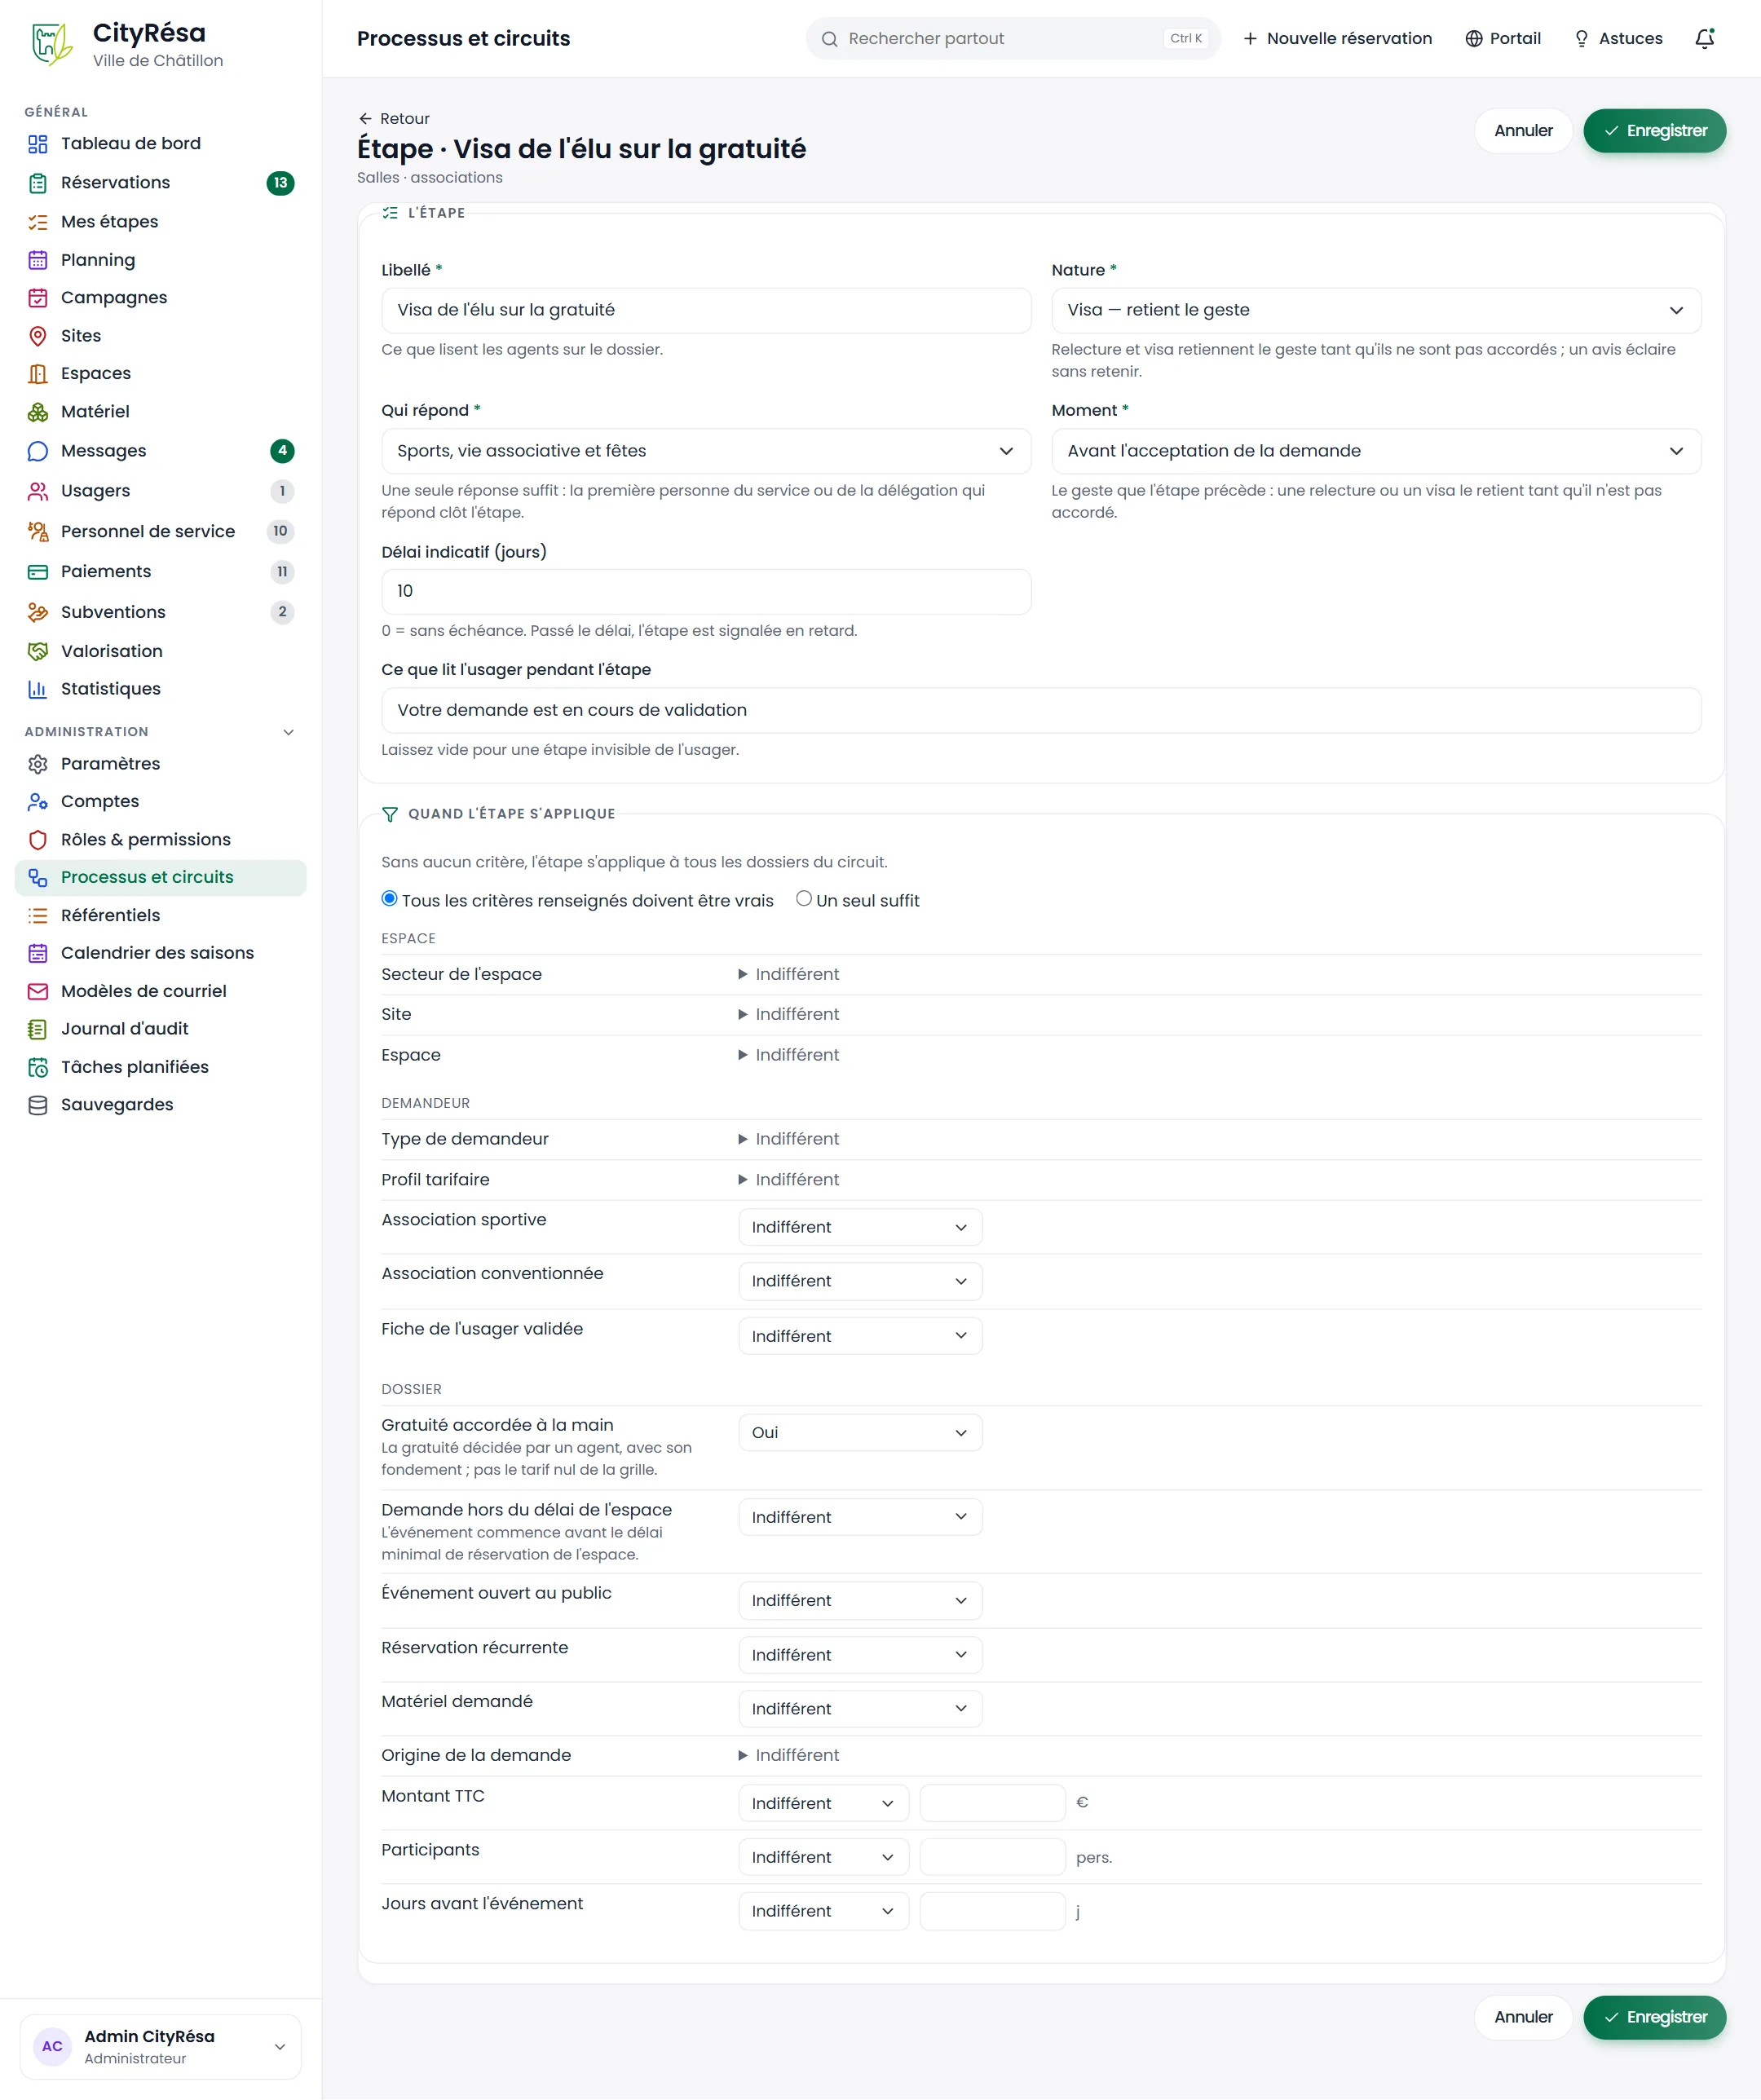 CityRésa
Ville de Châtillon
GÉNÉRAL
Tableau de bord
Réservations 13
Mes étapes
Planning
Campagnes
Sites
Espaces
Matériel
Messages 4
Usagers 1
Personnel de service 10
Paiements 11
Subventions 2
Valorisation
Statistiques
ADMINISTRATION
Paramètres
Comptes
Rôles & permissions
Processus et circuits
Référentiels
Calendrier des saisons
Modèles de courriel
Journal d'audit
Tâches planifiées
Sauvegardes
AC
Admin CityRésa
Administrateur
Processus et circuits
Rechercher partout Ctrl K
Nouvelle réservation
Portail
Astuces
Retour
Étape · Visa de l'élu sur la gratuité
Salles · associations
Annuler
Enregistrer
L'ÉTAPE
Libellé *
Visa de l'élu sur la gratuité
Ce que lisent les agents sur le dossier.
Nature *
Visa — retient le geste
Relecture et visa retiennent le geste tant qu'ils ne sont pas accordés ; un avis éclaire
sans retenir.
Qui répond *
Sports, vie associative et fêtes
Une seule réponse suffit : la première personne du service ou de la délégation qui
répond clôt l'étape.
Moment *
Avant l'acceptation de la demande
Le geste que l'étape précède : une relecture ou un visa le retient tant qu'il n'est pas
accordé.
Délai indicatif (jours)
10
0 = sans échéance. Passé le délai, l'étape est signalée en retard.
Ce que lit l'usager pendant l'étape
Votre demande est en cours de validation
Laissez vide pour une étape invisible de l'usager.
QUAND L'ÉTAPE S'APPLIQUE
Sans aucun critère, l'étape s'applique à tous les dossiers du circuit.
Tous les critères renseignés doivent être vrais Un seul suffit
ESPACE
Secteur de l'espace Indifférent
Site Indifférent
Espace Indifférent
DEMANDEUR
Type de demandeur Indifférent
Profil tarifaire Indifférent
Association sportive Indifférent
Association conventionnée Indifférent
Fiche de l'usager validée Indifférent
DOSSIER
Gratuité accordée à la main Oui
La gratuité décidée par un agent, avec son
fondement ; pas le tarif nul de la grille.
Demande hors du délai de l'espace Indifférent
L'événement commence avant le délai
minimal de réservation de l'espace.
Événement ouvert au public Indifférent
Réservation récurrente Indifférent
Matériel demandé Indifférent
Origine de la demande Indifférent
Montant TTC Indifférent €
Participants Indifférent pers.
Jours avant l'événement Indifférent j
Annuler
Enregistrer